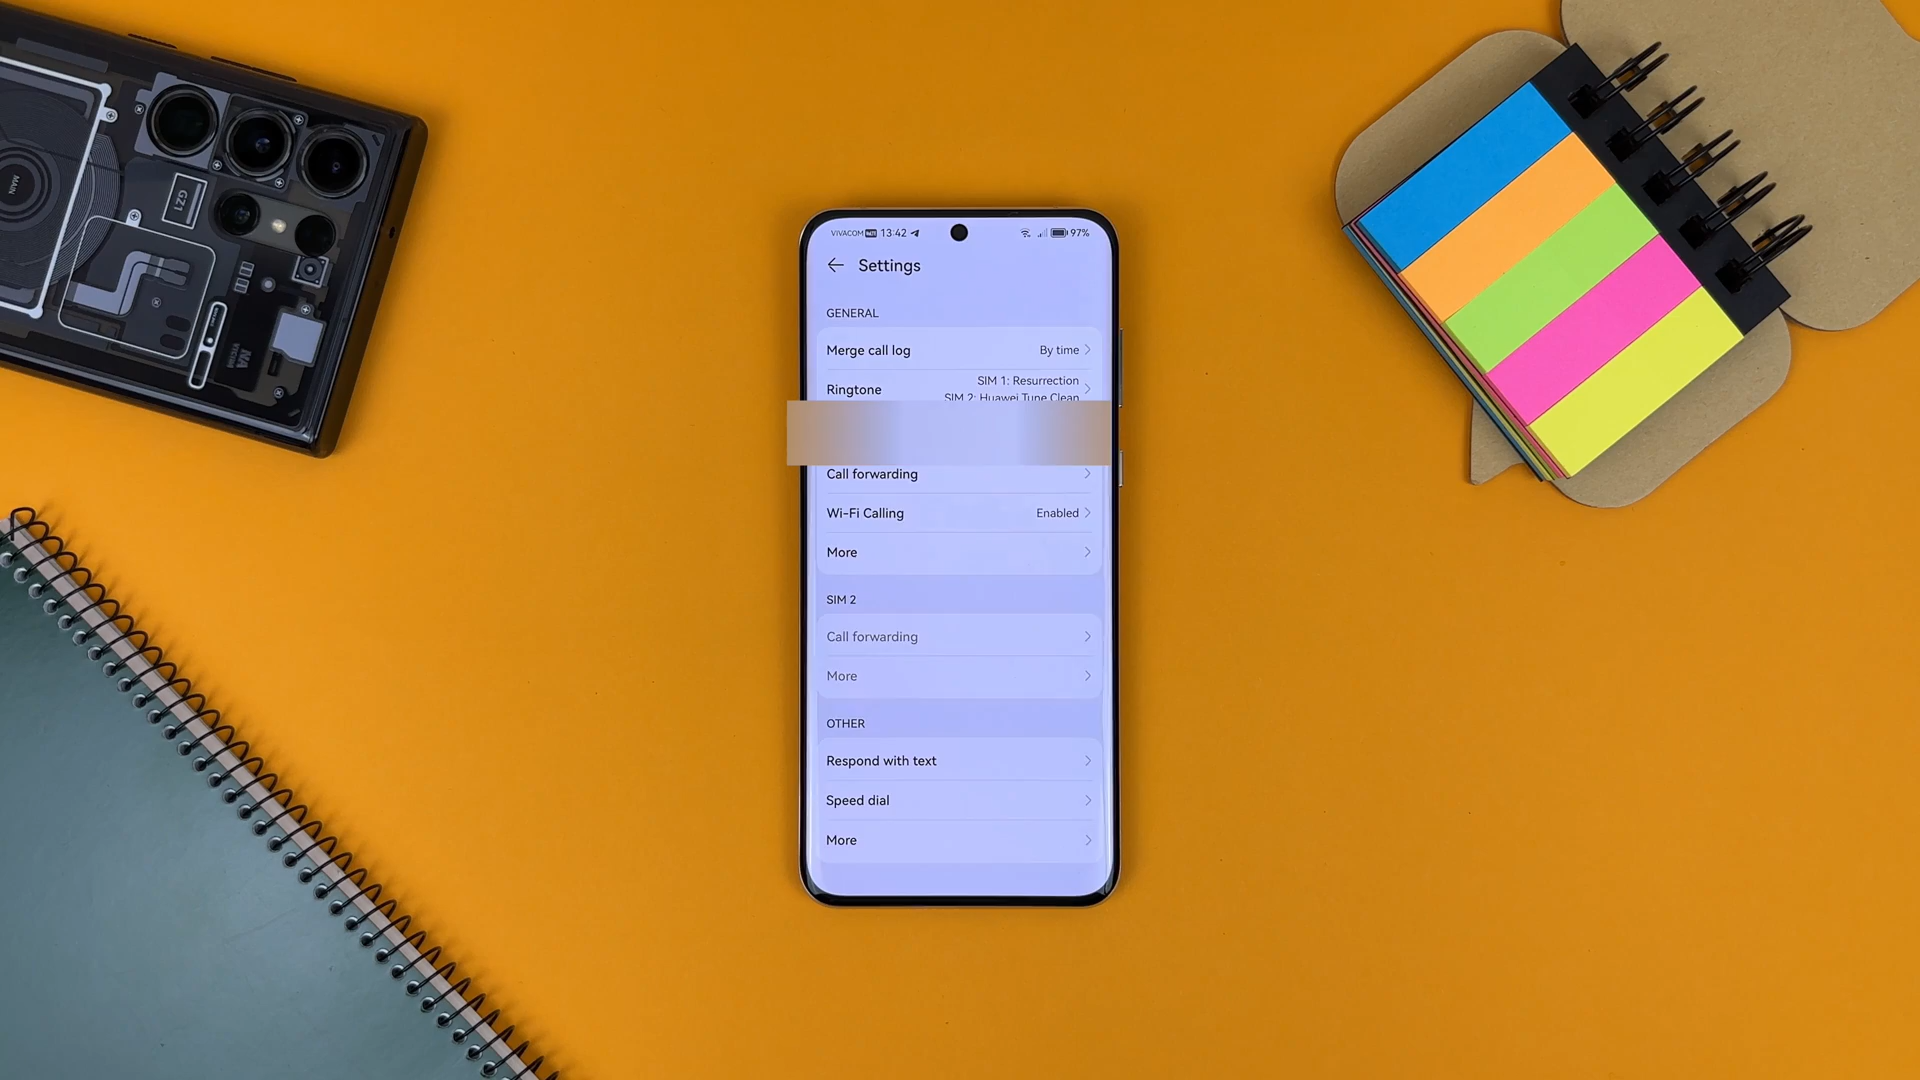 VIVACOM 13:42 97%
Settings
GENERAL
Merge call log By time
Ringtone SIM 1: Resurrection
SIM 2: Huawei Tune Clean
Call forwarding
Wi-Fi Calling Enabled
More
SIM 2
Call forwarding
More
OTHER
Respond with text
Speed dial
More
MAIN
GZ1